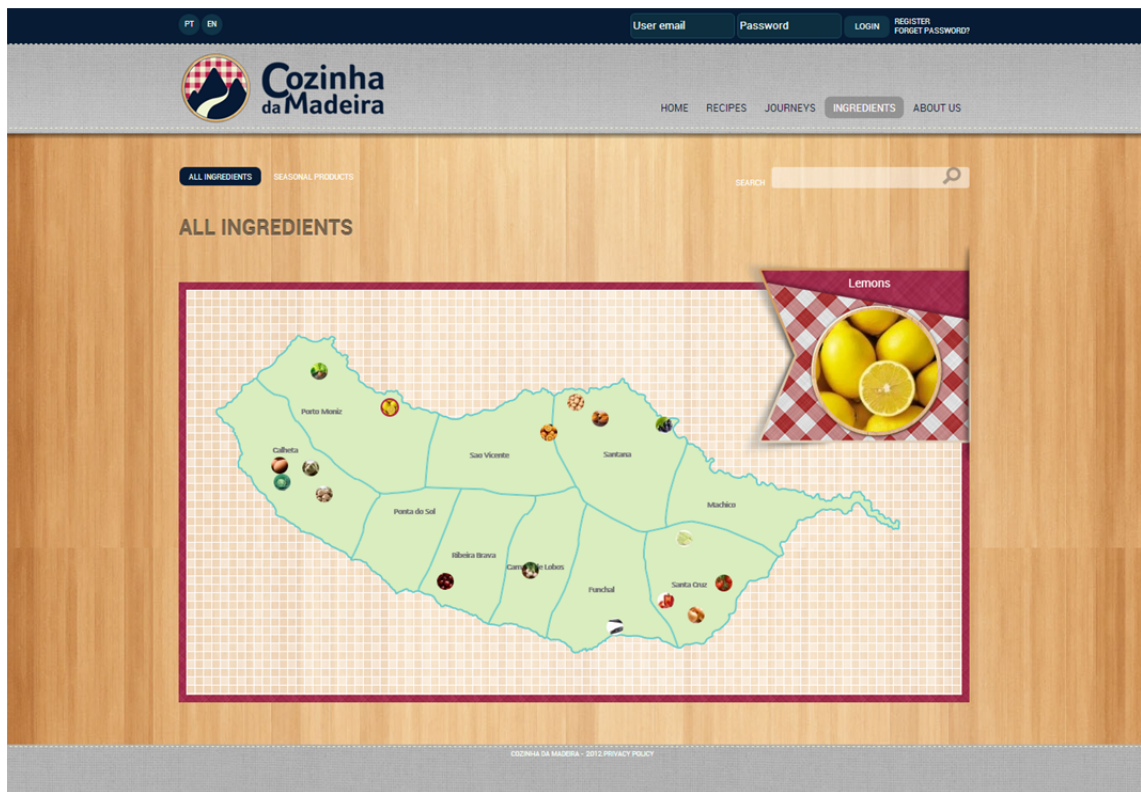 PT EN
User email Password LOGIN REGISTER
FORGET PASSWORD?
Cozinha
da Madeira
HOME RECIPES JOURNEYS INGREDIENTS ABOUT US
ALL INGREDIENTS SEASONAL PRODUCTS
SEARCH
ALL INGREDIENTS
Lemons
Porto Moniz
Calheta
Sao Vicente
Santana
Ponta do Sol
Machico
Ribeira Brava
de Lobos
Funchal
Santa Cruz
COZINHA DA MADEIRA - 2012 PRIVACY POLICY